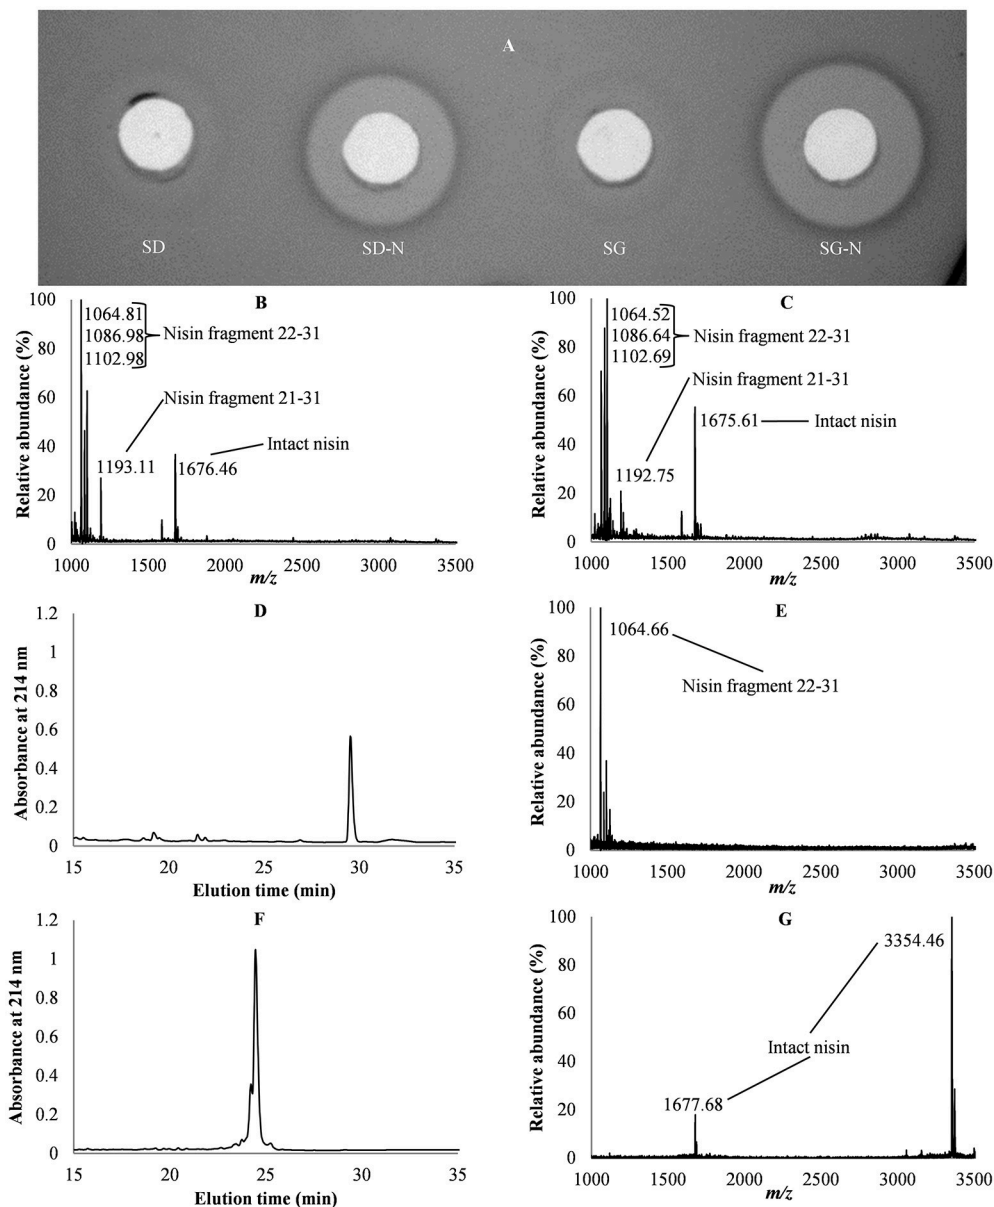 A
SD
SD-N
SG
SG-N
B
100
80
60
40
20
0
Relative abundance (%)
1064.81
1086.98
1102.98
Nisin fragment 22-31
Nisin fragment 21-31
Intact nisin
1193.11
1676.46
1000
1500
2000
2500
3000
3500
m/z
C
100
80
60
40
20
0
Relative abundance (%)
1064.52
1086.64
1102.69
Nisin fragment 22-31
Nisin fragment 21-31
1675.61
Intact nisin
1192.75
1000
1500
2000
2500
3000
3500
m/z
D
1.2
1
0.8
0.6
0.4
0.2
0
Absorbance at 214 nm
15
20
25
30
35
Elution time (min)
E
100
80
60
40
20
0
Relative abundance (%)
1064.66
Nisin fragment 22-31
1000
1500
2000
2500
3000
3500
m/z
F
1.2
1
0.8
0.6
0.4
0.2
0
Absorbance at 214 nm
15
20
25
30
35
Elution time (min)
G
100
80
60
40
20
0
Relative abundance (%)
3354.46
Intact nisin
1677.68
1000
1500
2000
2500
3000
3500
m/z